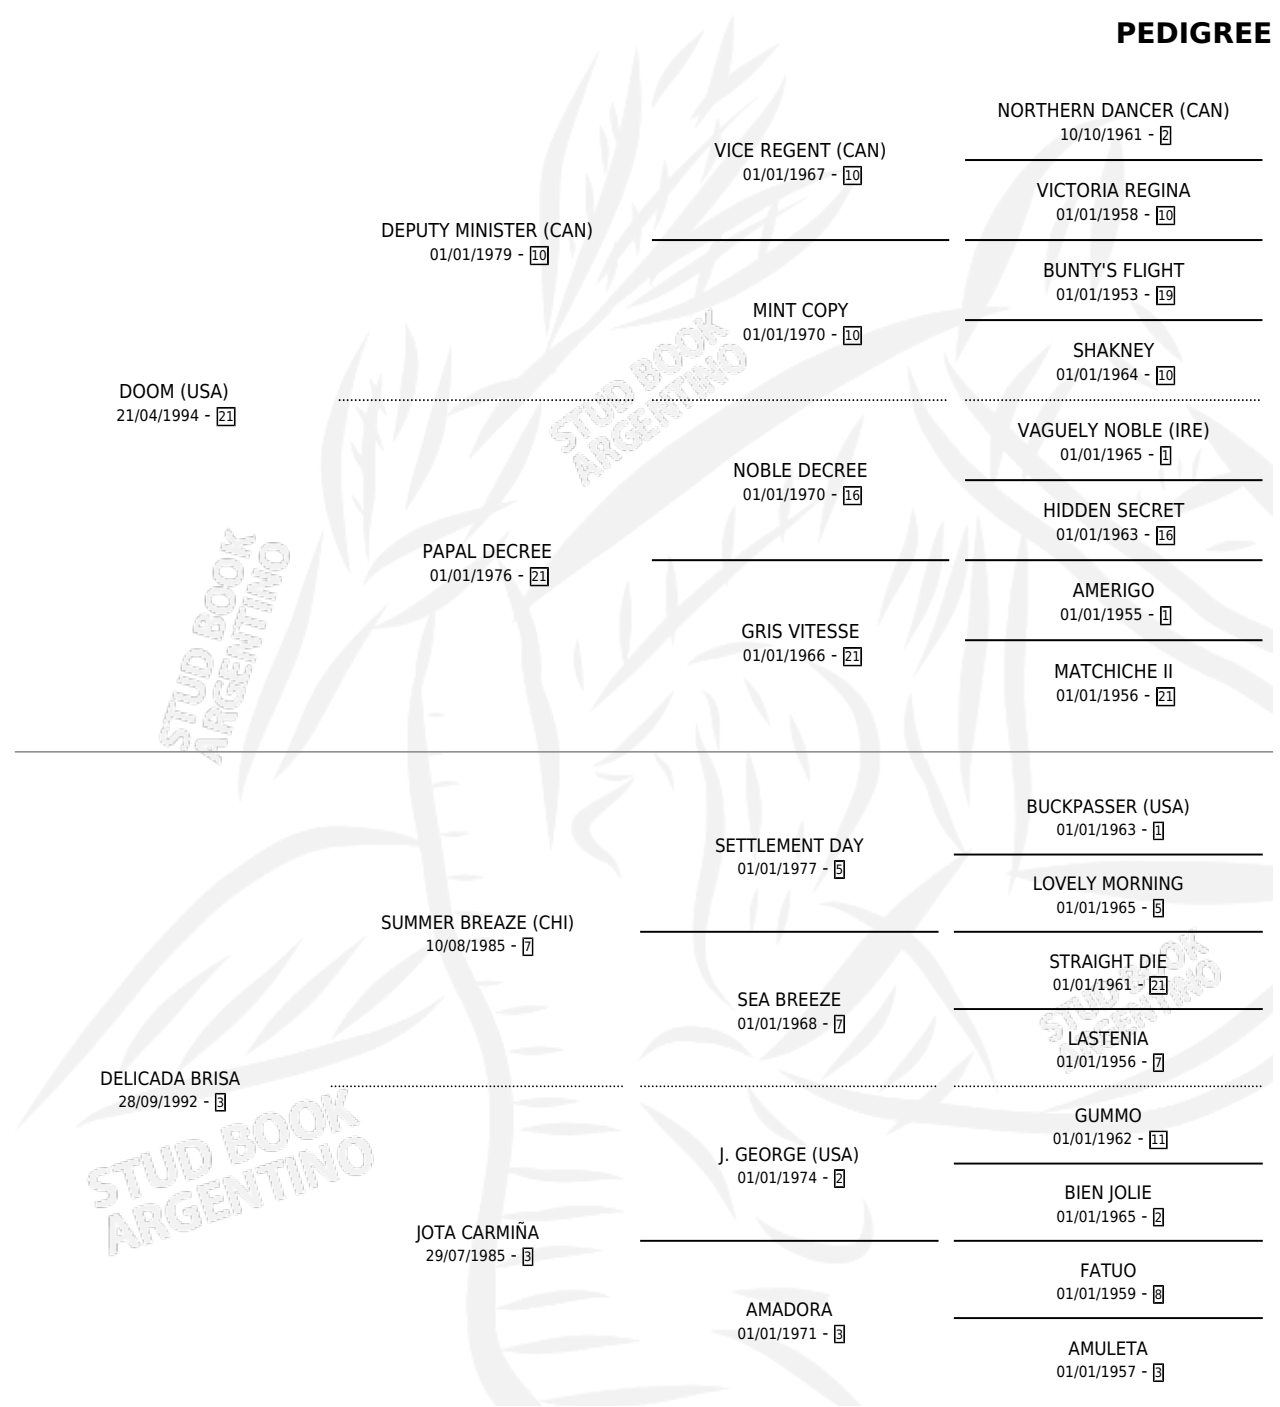 PEDIGREE
NORTHERN DANCER (CAN)
10/10/1961 - 2
VICE REGENT (CAN)
01/01/1967 - 10
VICTORIA REGINA
01/01/1958 - 10
DEPUTY MINISTER (CAN)
01/01/1979 - 10
BUNTY'S FLIGHT
01/01/1953 - 19
MINT COPY
01/01/1970 - 10
SHAKNEY
01/01/1964 - 10
DOOM (USA)
21/04/1994 - 21
STUD BOOK
ARGENTINO
VAGUELY NOBLE (IRE)
01/01/1965 - 1
NOBLE DECREE
01/01/1970 - 16
HIDDEN SECRET
01/01/1963 - 16
PAPAL DECREE
01/01/1976 - 21
AMERIGO
01/01/1955 - 1
GRIS VITESSE
01/01/1966 - 21
MATCHICHE II
01/01/1956 - 21
STUD BOOK
ARGENTINO
BUCKPASSER (USA)
01/01/1963 - 1
SETTLEMENT DAY
01/01/1977 - 5
LOVELY MORNING
01/01/1965 - 5
SUMMER BREAZE (CHI)
10/08/1985 - 7
STRAIGHT DIE
01/01/1961 - 21
SEA BREEZE
01/01/1968 - 7
LASTENIA
01/01/1956 - 7
STUD BOOK
ARGENTINO
DELICADA BRISA
28/09/1992 - 3
GUMMO
01/01/1962 - 11
J. GEORGE (USA)
01/01/1974 - 2
BIEN JOLIE
01/01/1965 - 2
STUD BOOK
ARGENTINO
JOTA CARMIÑA
29/07/1985 - 3
FATUO
01/01/1959 - 8
AMADORA
01/01/1971 - 3
AMULETA
01/01/1957 - 3